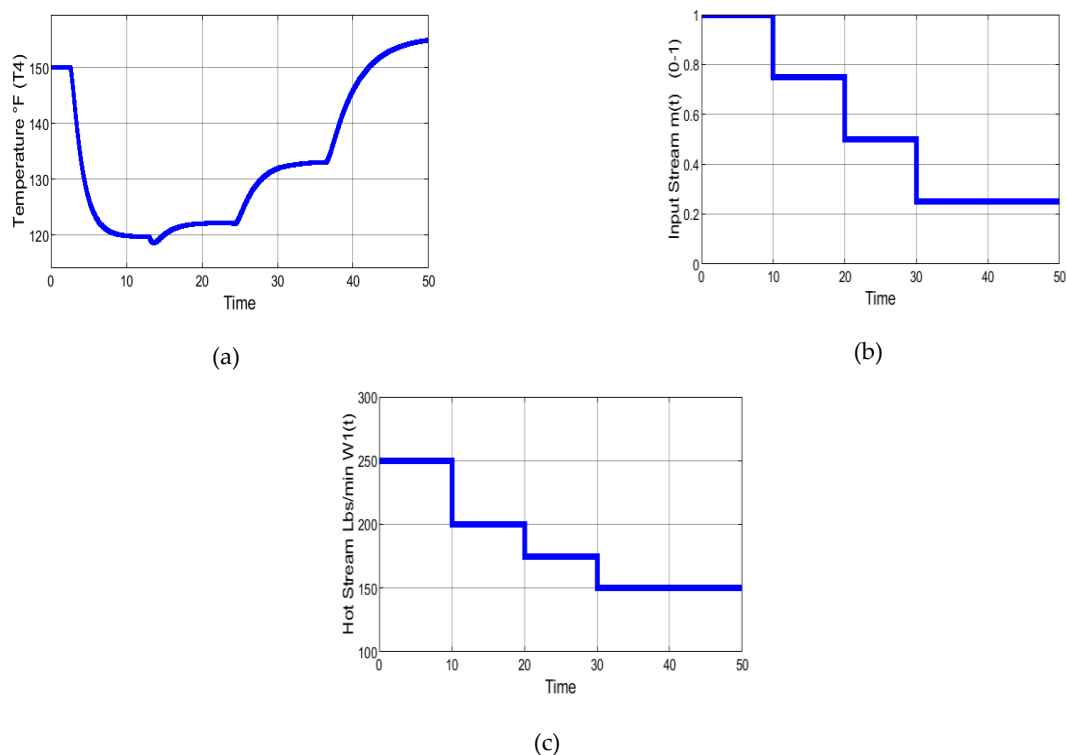 Temperature °F (T4)
150
140
130
120
0 10 20 30 40 50
Time
(a)
Input Stream m(t) (0-1)
1
0.8
0.6
0.4
0.2
0
0 10 20 30 40 50
Time
(b)
Hot Stream Lbs/min W1(t)
300
250
200
150
100
0 10 20 30 40 50
Time
(c)